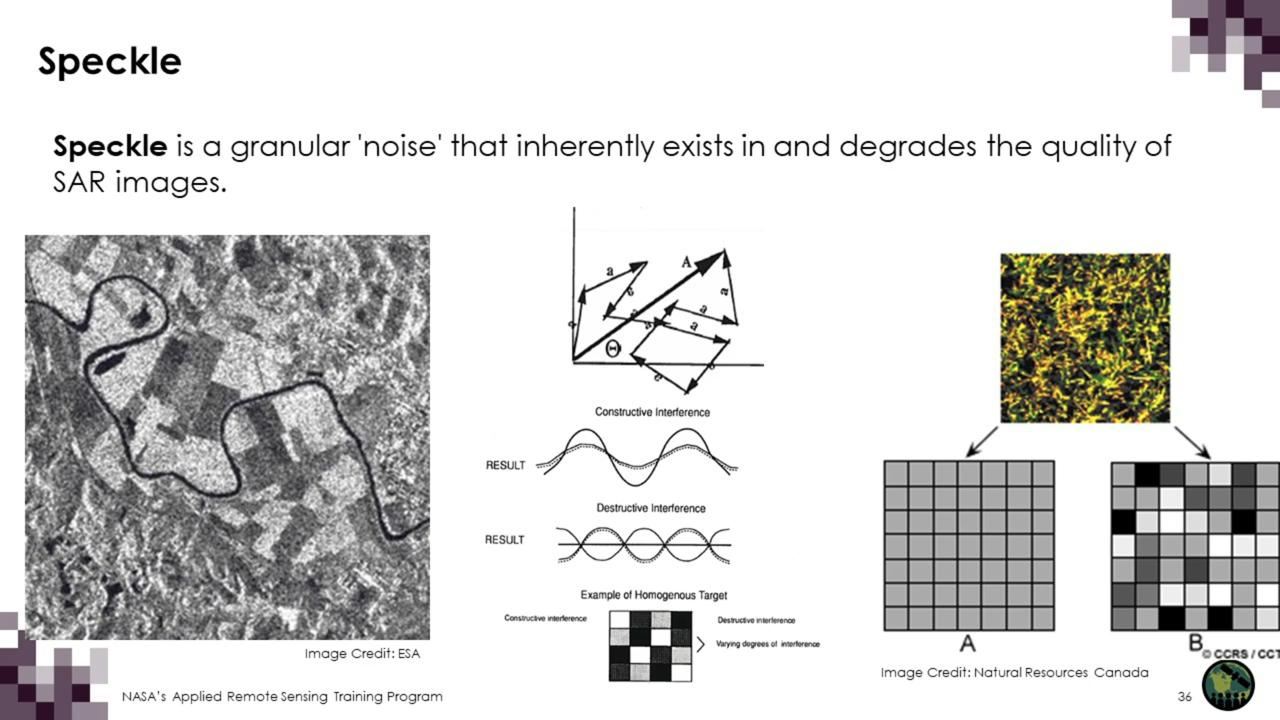 Speckle
Speckle is a granular 'noise' that inherently exists in and degrades the quality of
SAR images.
A
a
a
a
a
a
Θ
Constructive Interference
RESULT
Destructive Interference
RESULT
Example of Homogenous Target
Constructive interference
Destructive interference
Varying degrees of interference
A
B
© CCRS / CCT
Image Credit: ESA
Image Credit: Natural Resources Canada
NASA's Applied Remote Sensing Training Program
36